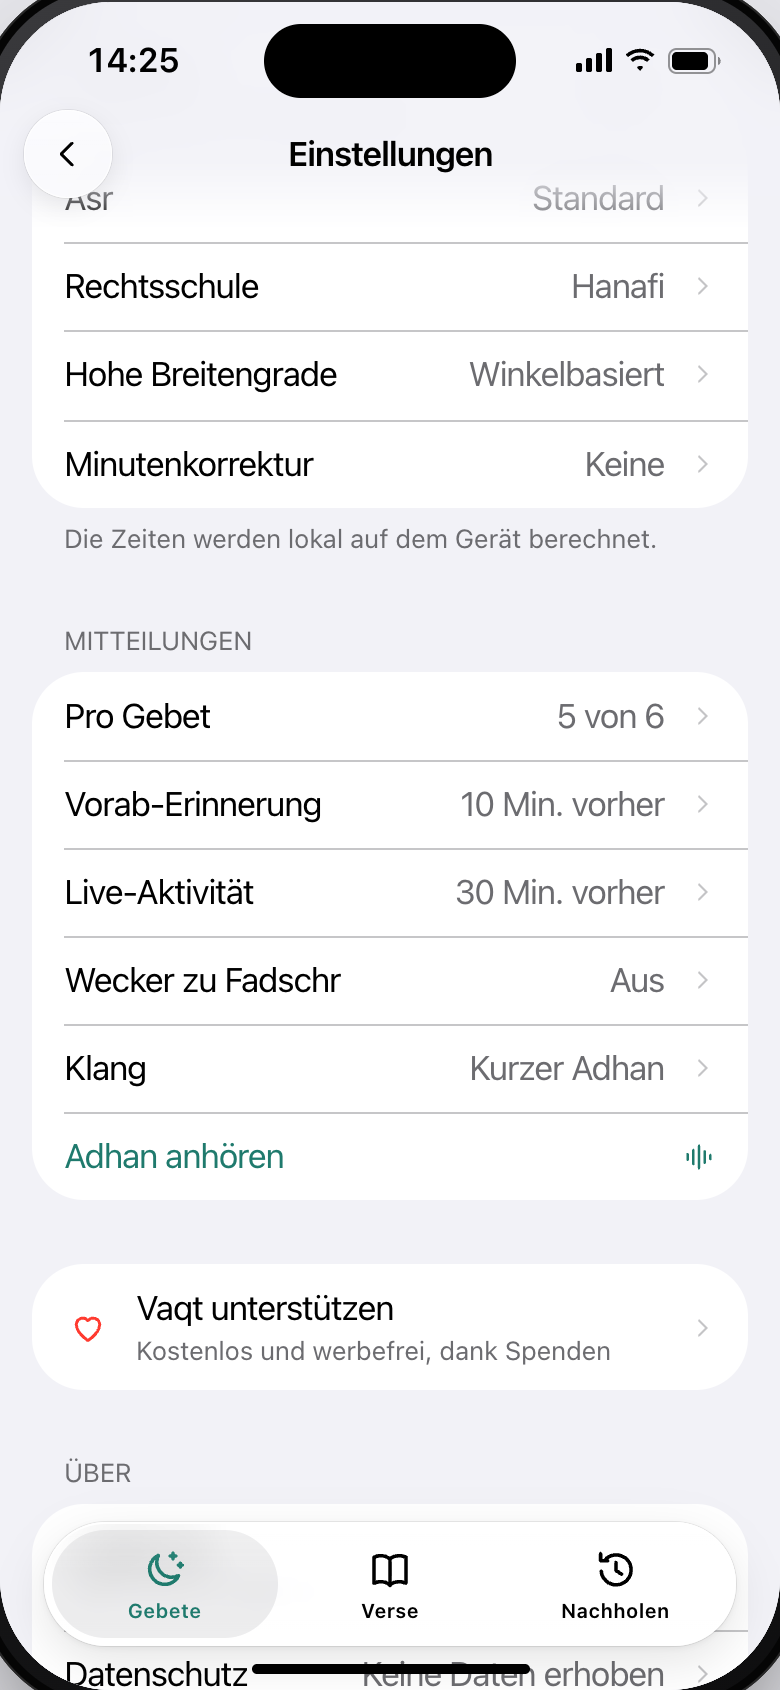 14:25
Einstellungen
Asr Standard
Rechtsschule Hanafi
Hohe Breitengrade Winkelbasiert
Minutenkorrektur Keine
Die Zeiten werden lokal auf dem Gerät berechnet.
MITTEILUNGEN
Pro Gebet 5 von 6
Vorab-Erinnerung 10 Min. vorher
Live-Aktivität 30 Min. vorher
Wecker zu Fadschr Aus
Klang Kurzer Adhan
Adhan anhören
Vaqt unterstützen
Kostenlos und werbefrei, dank Spenden
ÜBER
Gebete Verse Nachholen
Datenschutz Keine Daten erhoben